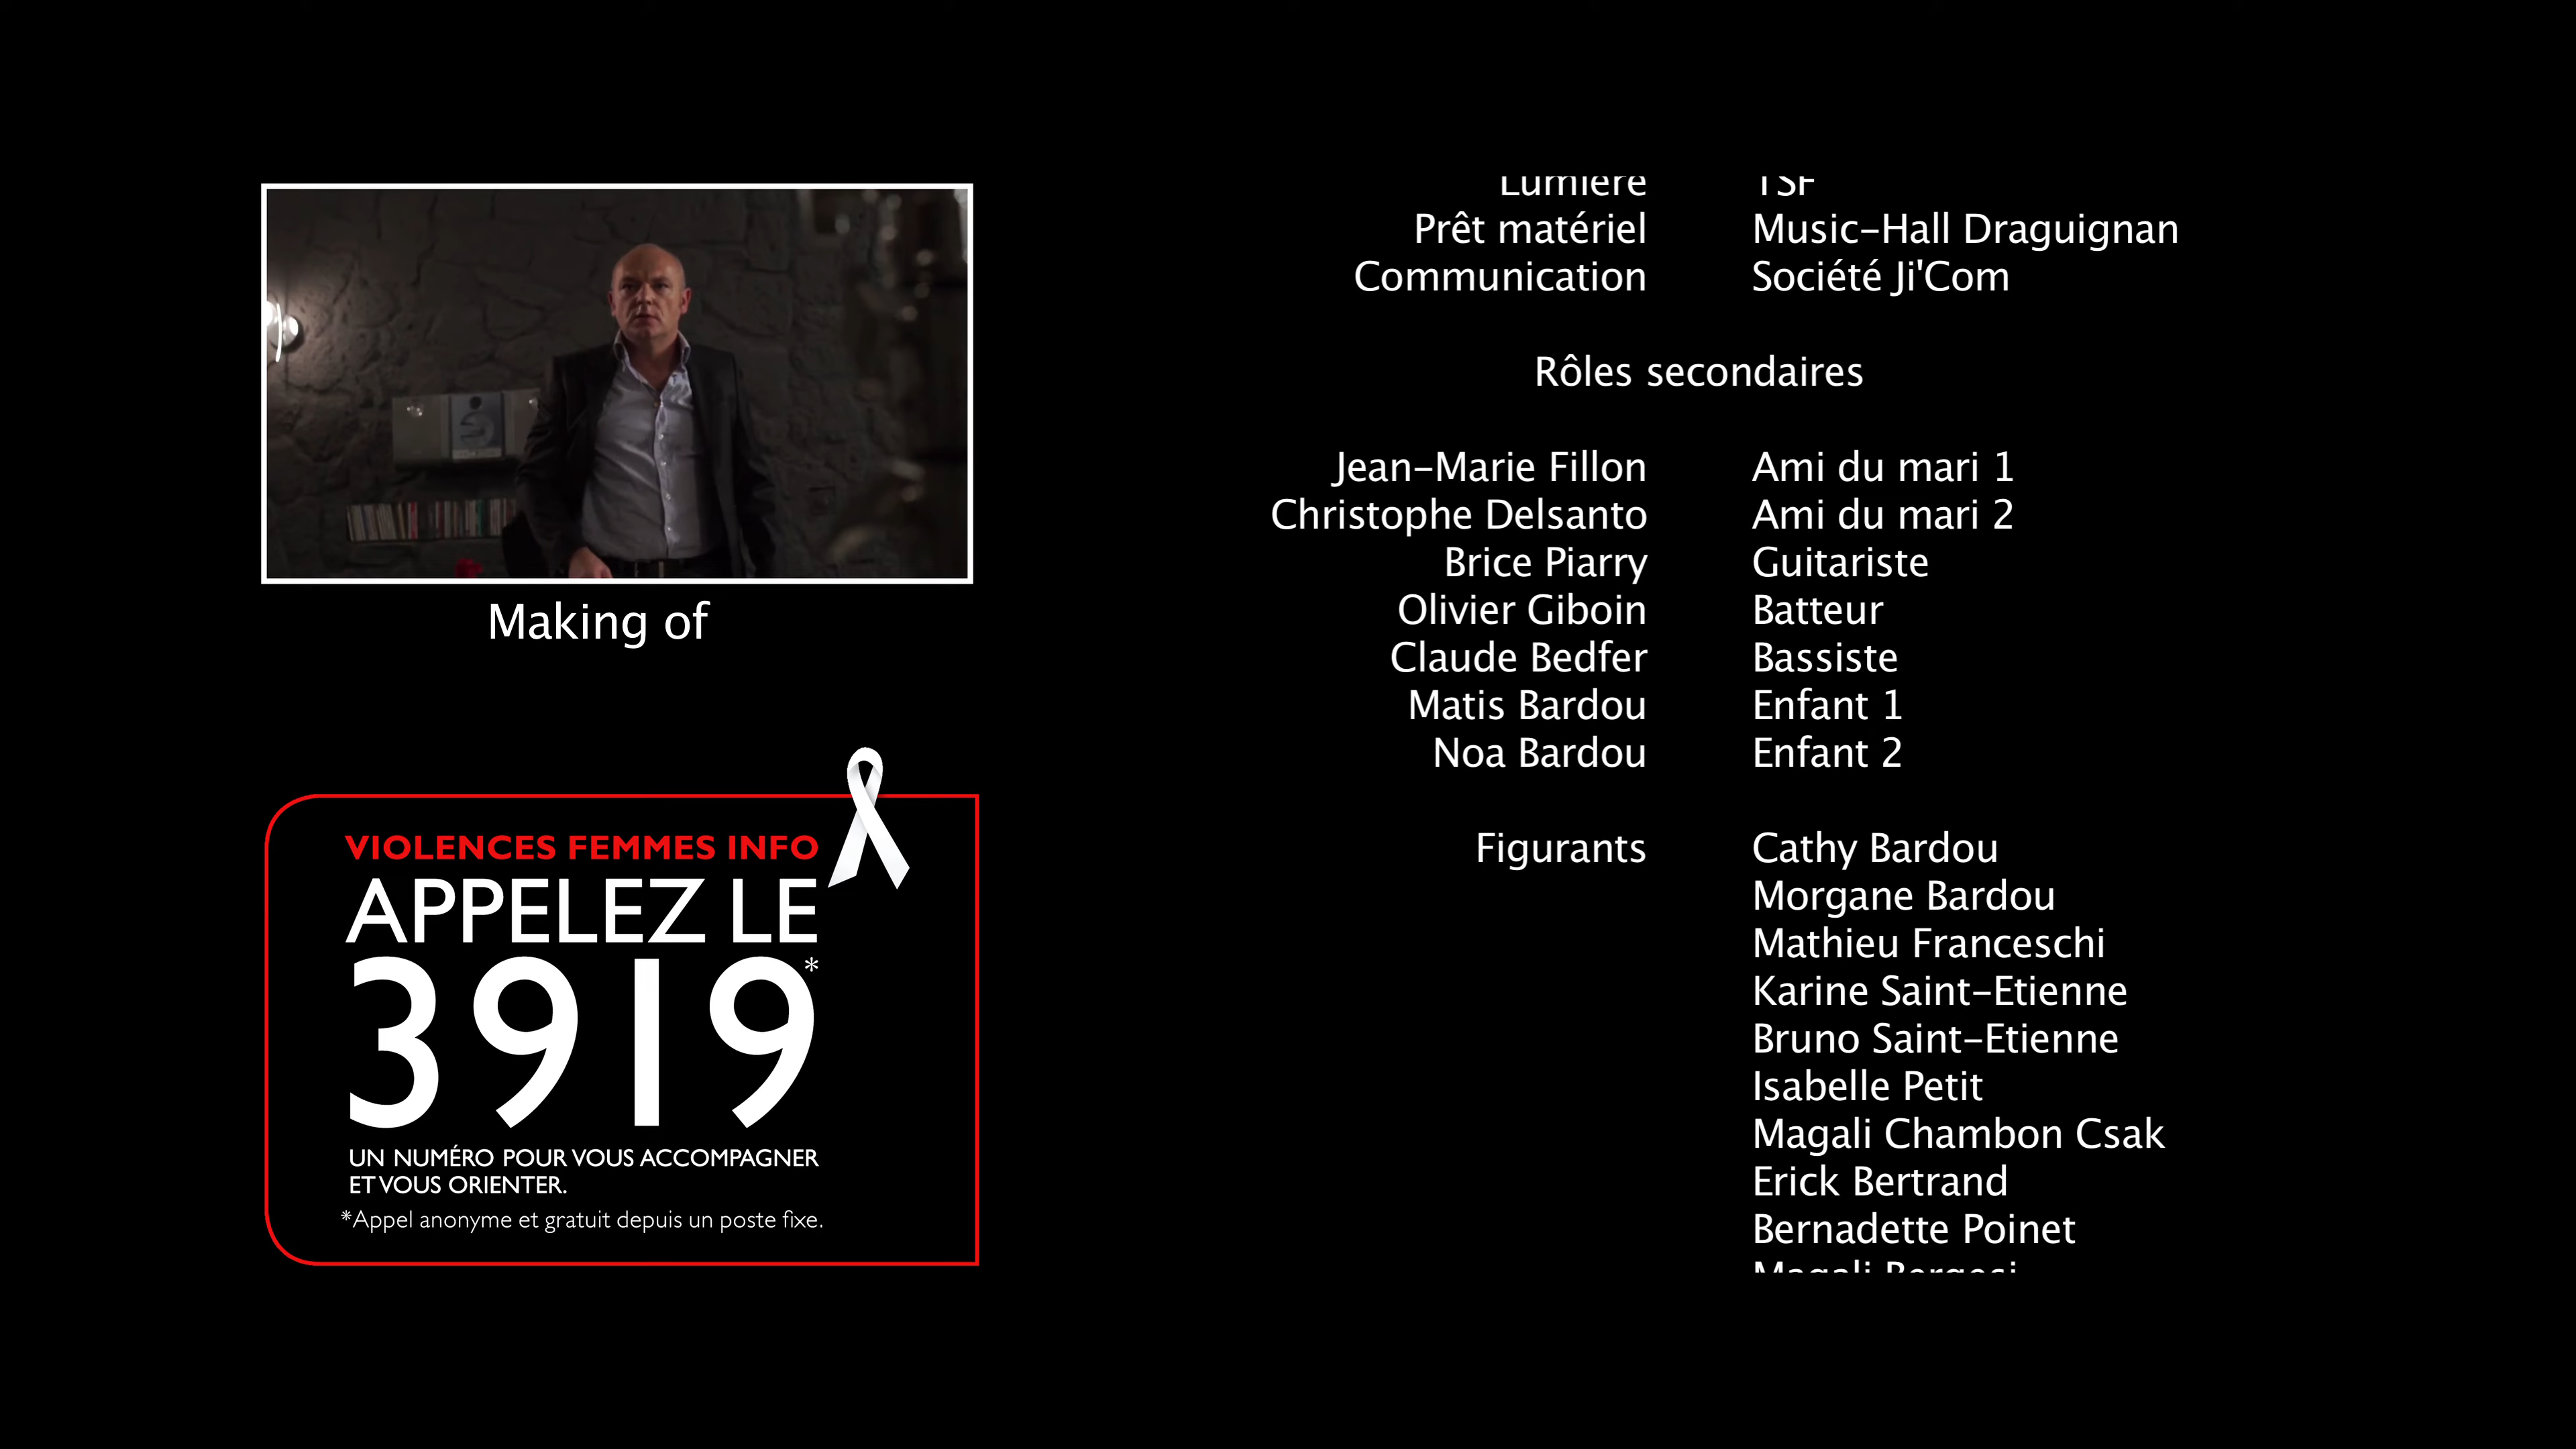 Making of
VIOLENCES FEMMES INFO
APPELEZ LE
3919*
UN NUMÉRO POUR VOUS ACCOMPAGNER
ET VOUS ORIENTER.
*Appel anonyme et gratuit depuis un poste fixe.
Lumière TSF
Prêt matériel Music-Hall Draguignan
Communication Société Ji'Com
Rôles secondaires
Jean-Marie Fillon Ami du mari 1
Christophe Delsanto Ami du mari 2
Brice Piarry Guitariste
Olivier Giboin Batteur
Claude Bedfer Bassiste
Matis Bardou Enfant 1
Noa Bardou Enfant 2
Figurants Cathy Bardou
Morgane Bardou
Mathieu Franceschi
Karine Saint-Etienne
Bruno Saint-Etienne
Isabelle Petit
Magali Chambon Csak
Erick Bertrand
Bernadette Poinet
Magali